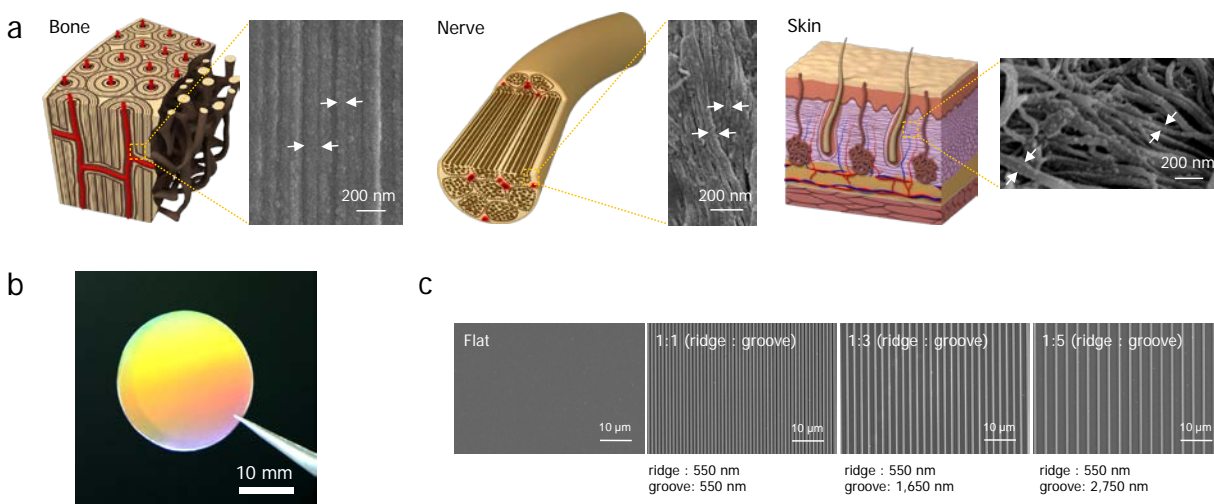 a
Bone
200 nm
Nerve
200 nm
Skin
200 nm
b
10 mm
c
Flat
10 µm
1:1 (ridge : groove)
10 µm
ridge : 550 nm
groove: 550 nm
1:3 (ridge : groove)
10 µm
ridge : 550 nm
groove: 1,650 nm
1:5 (ridge : groove)
10 µm
ridge : 550 nm
groove: 2,750 nm